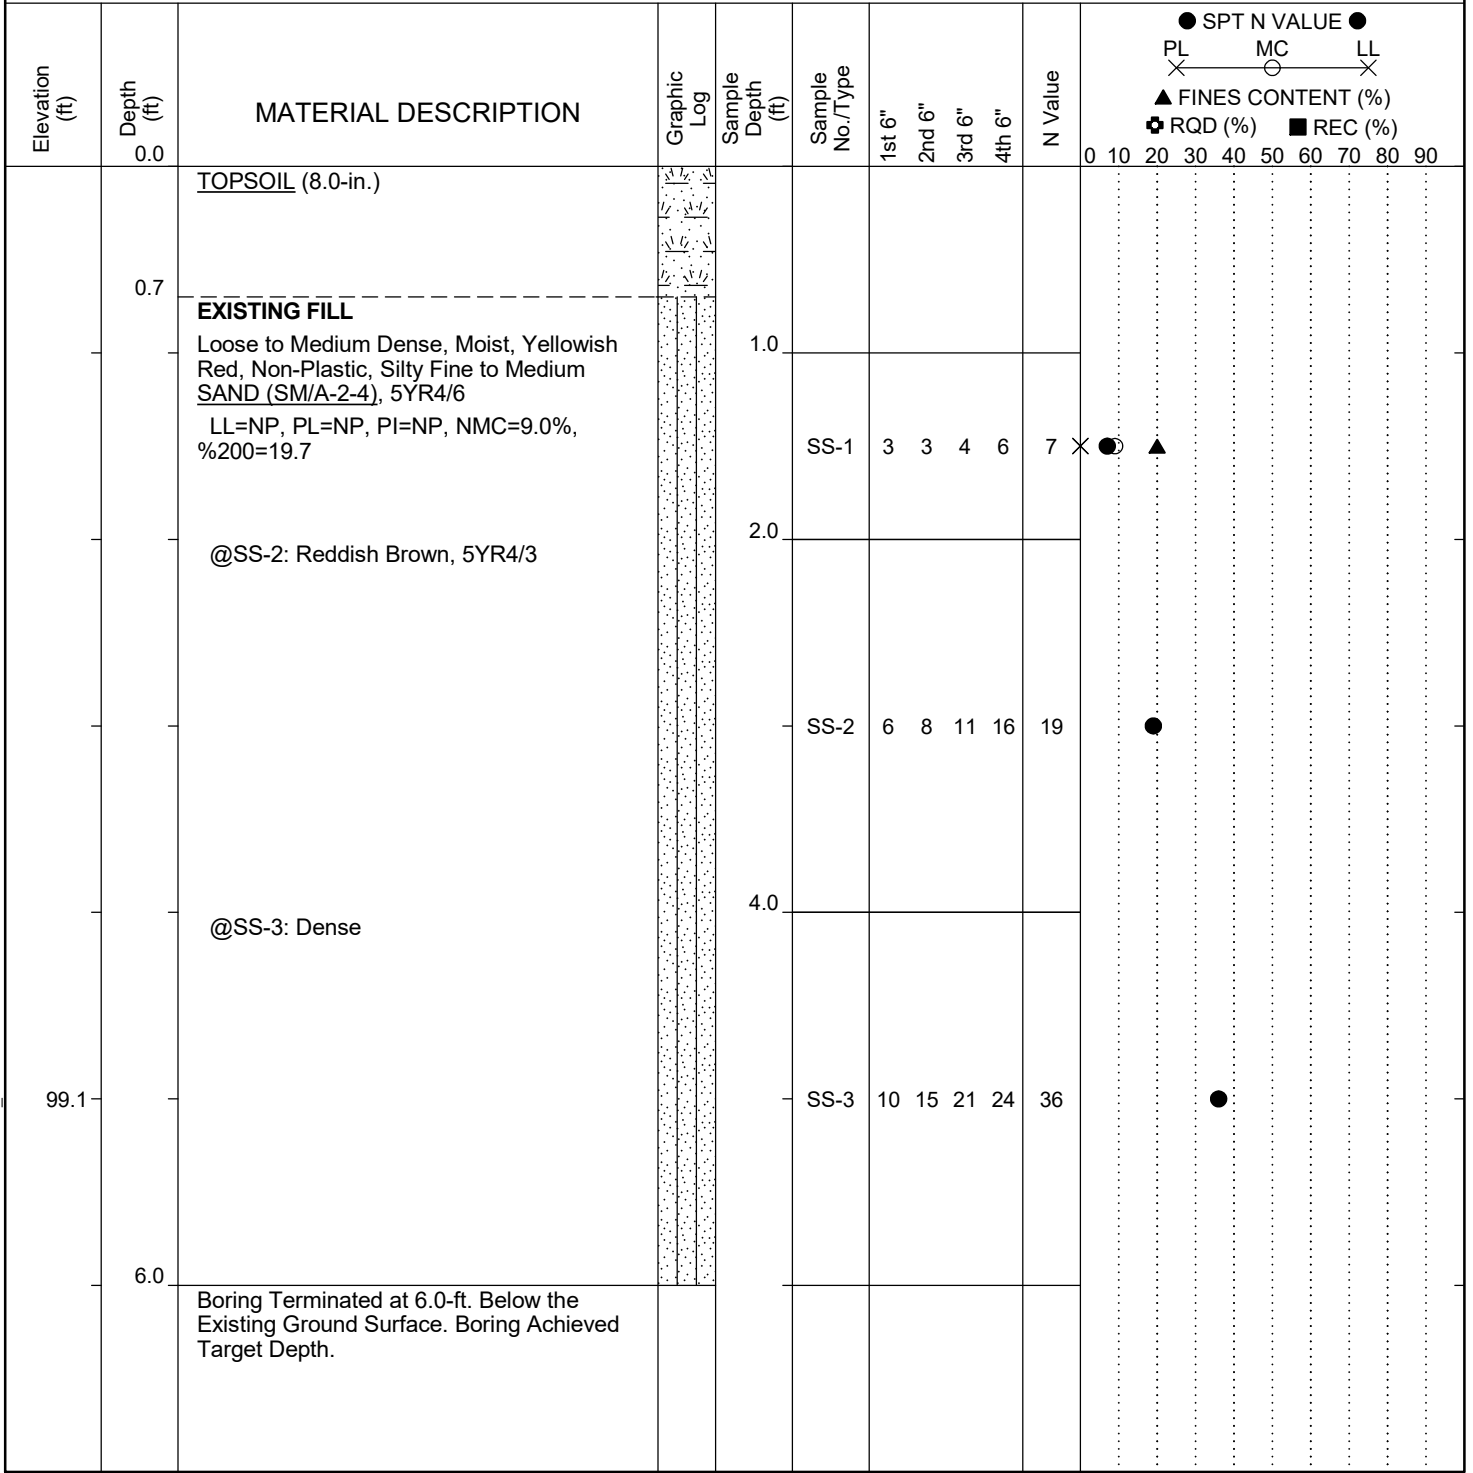 Elevation
(ft)
Depth
(ft)
0.0
MATERIAL DESCRIPTION
Graphic
Log
Sample
Depth
(ft)
Sample
No./Type
1st 6"
2nd 6"
3rd 6"
4th 6"
N Value
● SPT N VALUE ●
PL MC LL
▲ FINES CONTENT (%)
RQD (%) ■ REC (%)
0 10 20 30 40 50 60 70 80 90
TOPSOIL (8.0-in.)
0.7
EXISTING FILL
Loose to Medium Dense, Moist, Yellowish
Red, Non-Plastic, Silty Fine to Medium
SAND (SM/A-2-4), 5YR4/6
LL=NP, PL=NP, PI=NP, NMC=9.0%,
%200=19.7
1.0
SS-1 3 3 4 6 7
2.0
@SS-2: Reddish Brown, 5YR4/3
SS-2 6 8 11 16 19
4.0
@SS-3: Dense
99.1
SS-3 10 15 21 24 36
6.0
Boring Terminated at 6.0-ft. Below the
Existing Ground Surface. Boring Achieved
Target Depth.